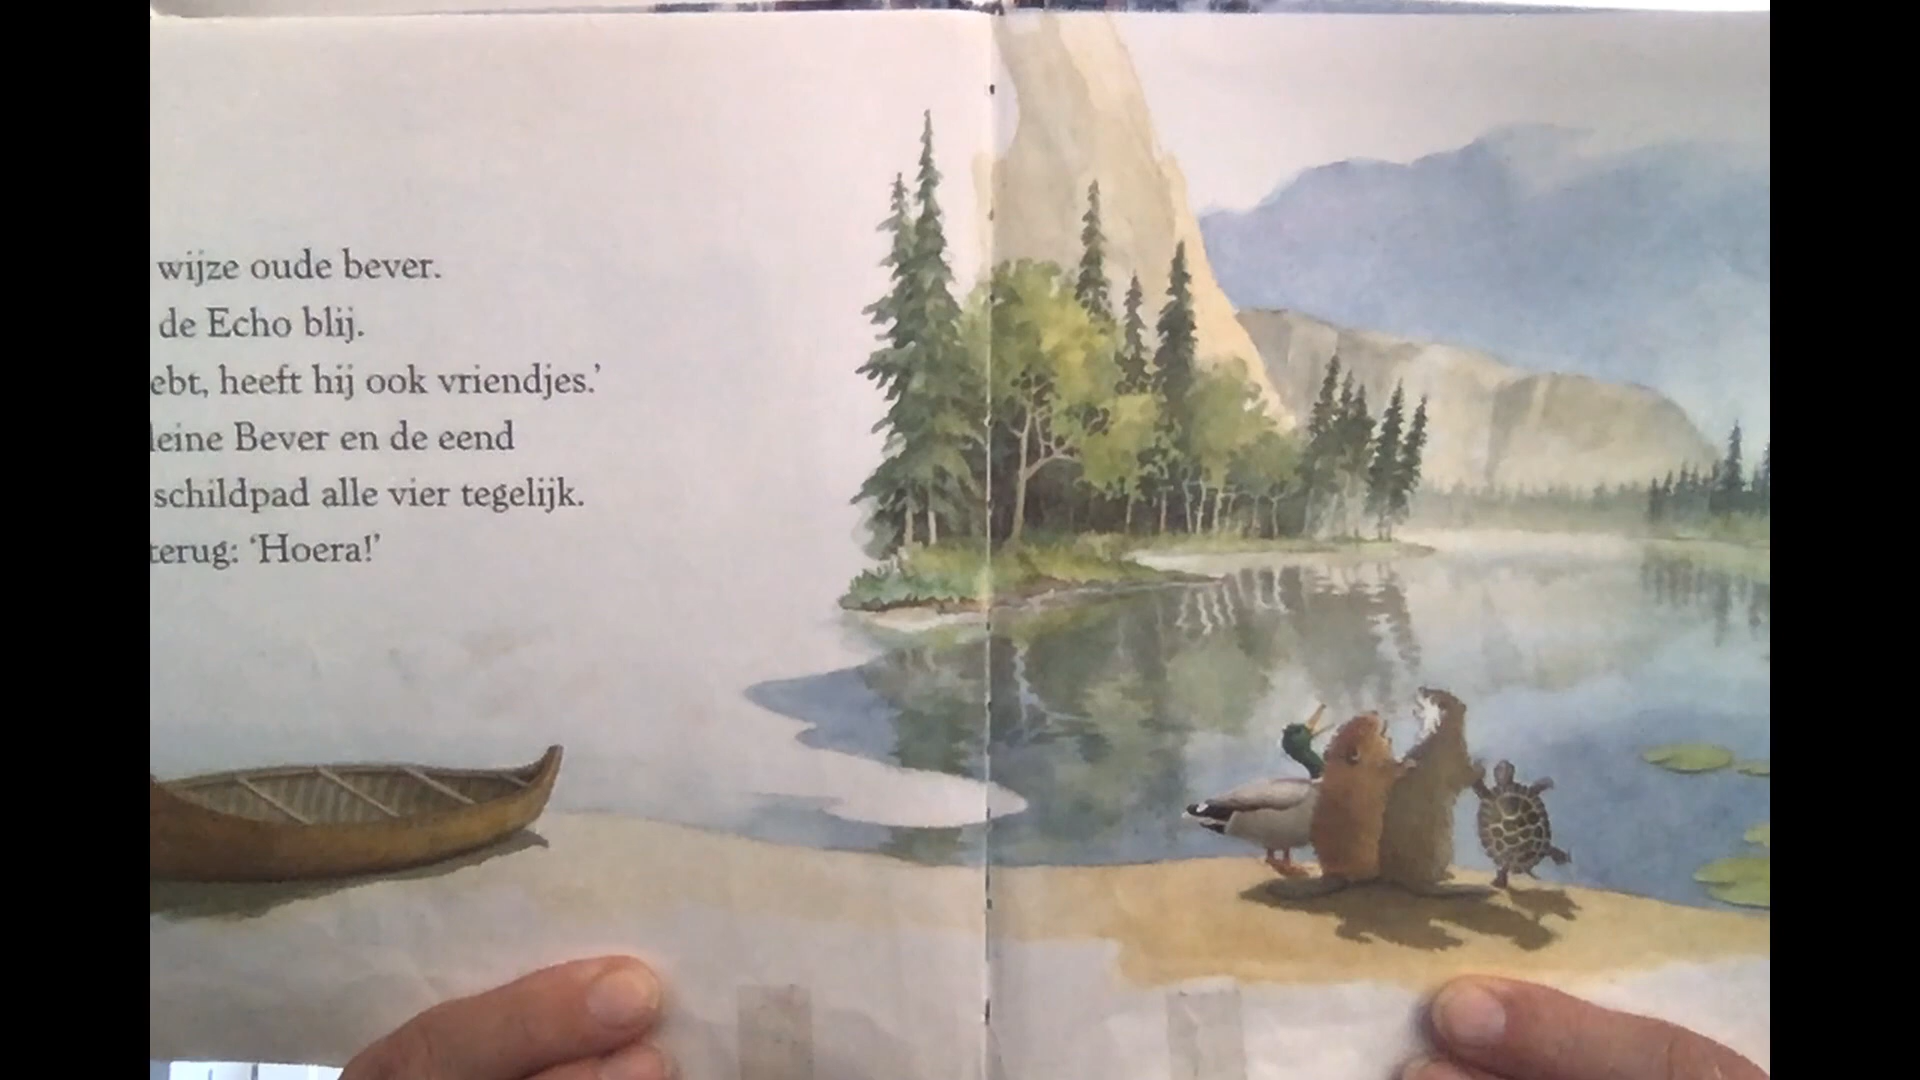 wijze oude bever.
de Echo blij.
ebt, heeft hij ook vriendjes.’
leine Bever en de eend
schildpad alle vier tegelijk.
terug: ‘Hoera!’